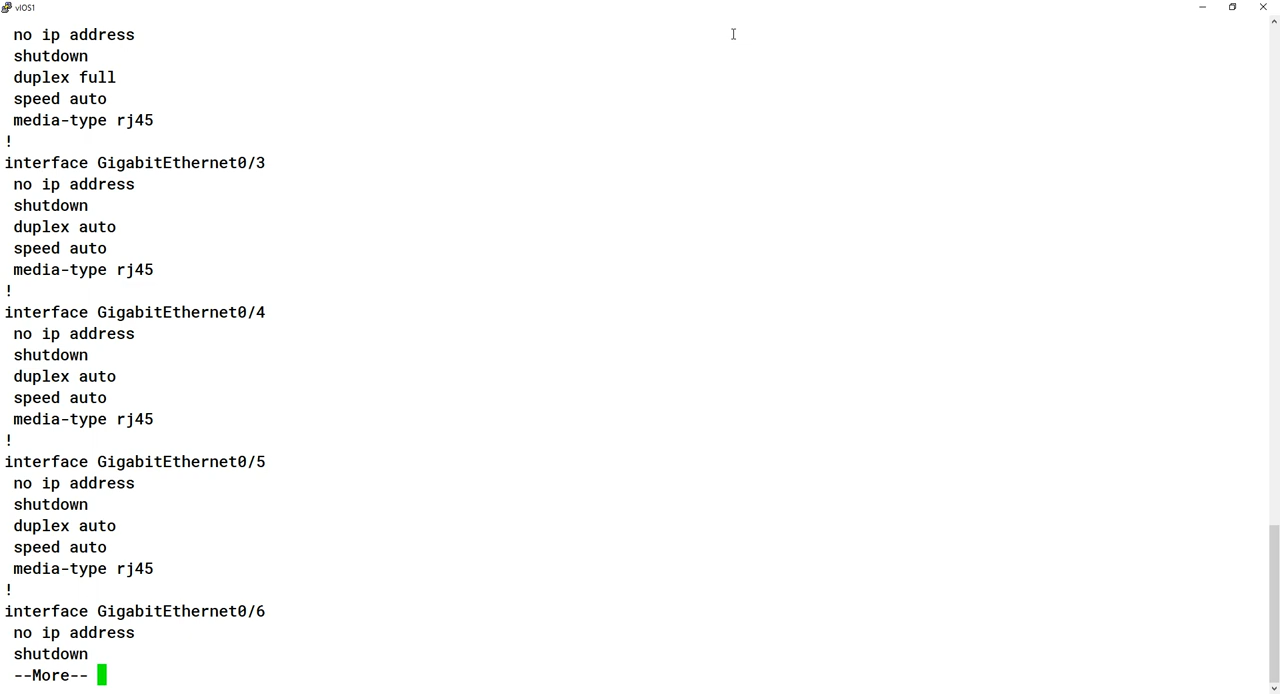 vIOS1
no ip address
shutdown
duplex full
speed auto
media-type rj45
!
interface GigabitEthernet0/3
no ip address
shutdown
duplex auto
speed auto
media-type rj45
!
interface GigabitEthernet0/4
no ip address
shutdown
duplex auto
speed auto
media-type rj45
!
interface GigabitEthernet0/5
no ip address
shutdown
duplex auto
speed auto
media-type rj45
!
interface GigabitEthernet0/6
no ip address
shutdown
--More--